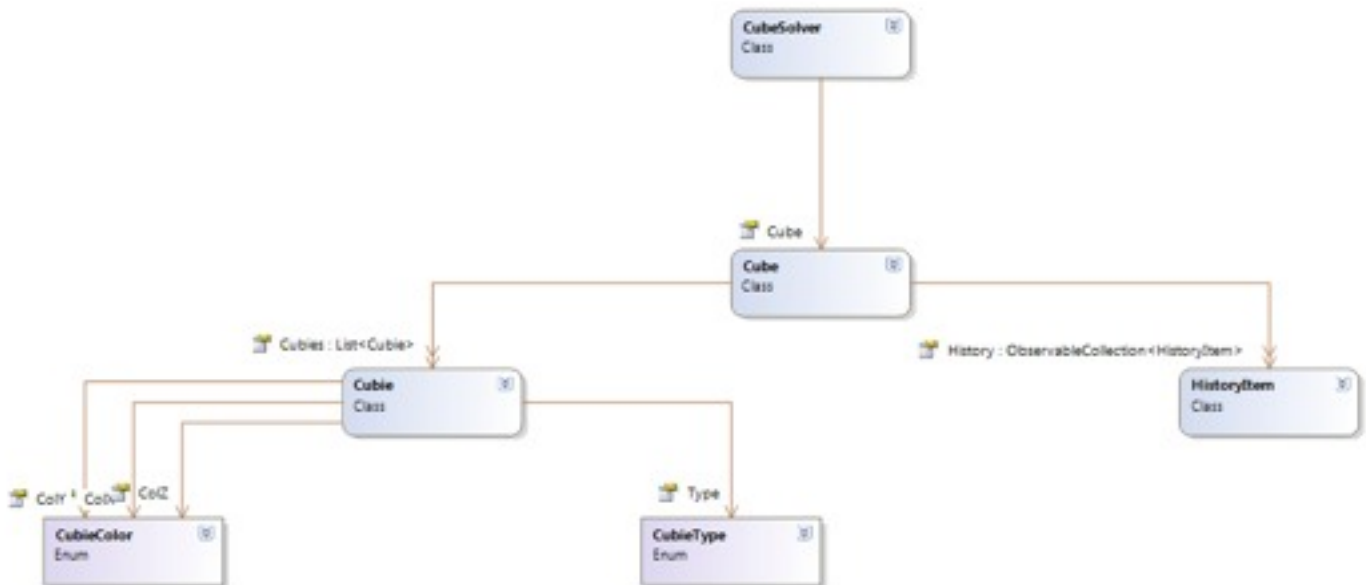 CubeSolver
Class
Cube
Cube
Class
Cubies : List<Cubie>
History : ObservableCollection<HistoryItem>
Cubie
Class
HistoryItem
Class
ColY
ColZ
Type
CubieColor
Enum
CubieType
Enum